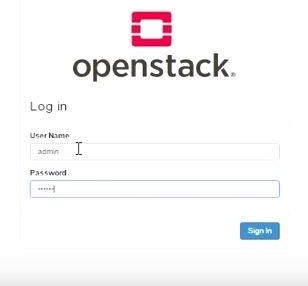 openstack.
Log in
User Name
admin
Password
••••••
Sign In